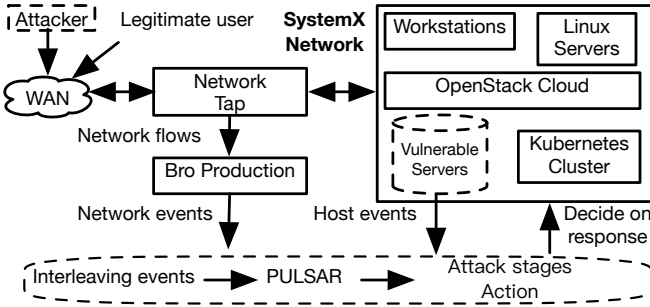 Attacker
Legitimate user
SystemX
Network
Workstations
Linux
Servers
WAN
Network
Tap
OpenStack Cloud
Network flows
Vulnerable
Servers
Kubernetes
Cluster
Bro Production
Network events
Host events
Decide on
response
Interleaving events
PULSAR
Attack stages
Action